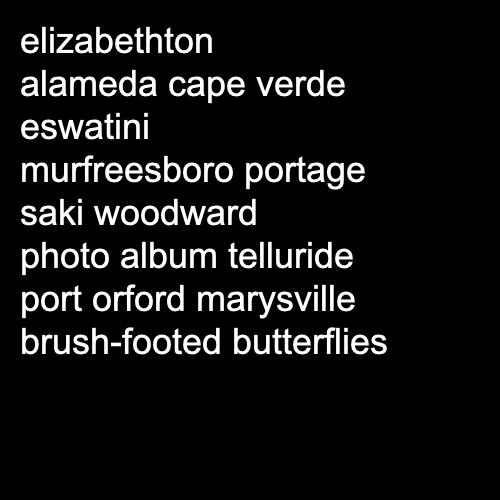 elizabethton
alameda cape verde
eswatini
murfreesboro portage
saki woodward
photo album telluride
port orford marysville
brush-footed butterflies